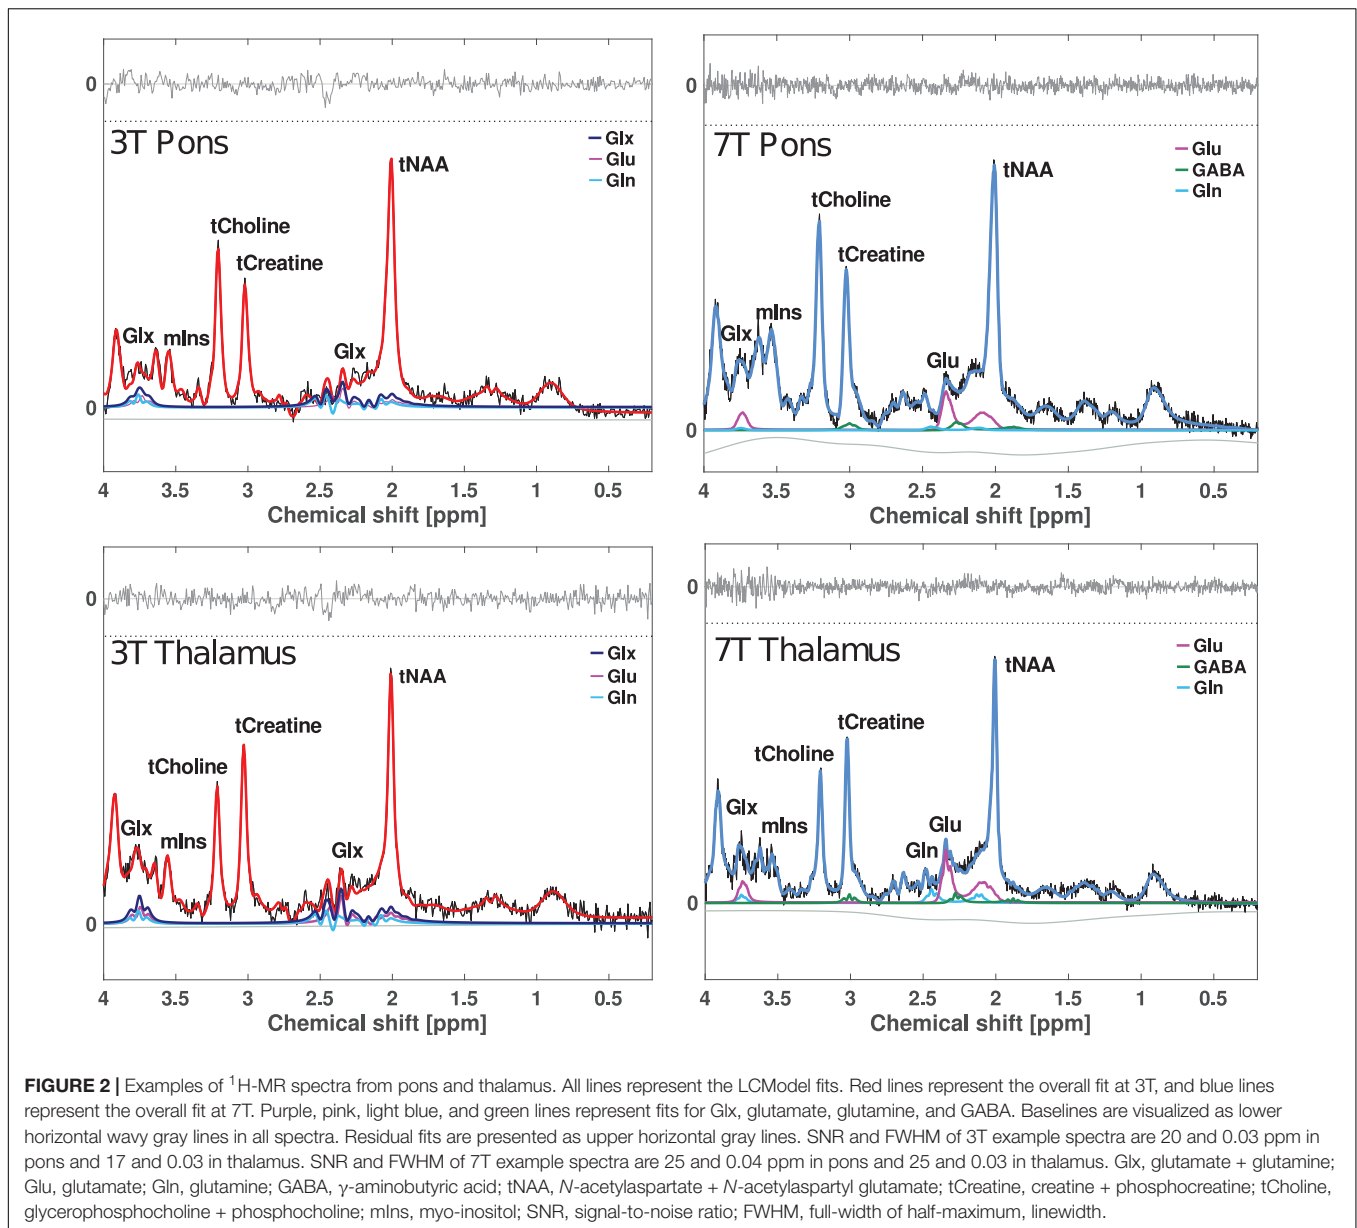 0
3T Pons
Glx
Glu
Gln
tNAA
tCholine
tCreatine
Glx
mIns
Glx
0
4 3.5 3 2.5 2 1.5 1 0.5
Chemical shift [ppm]
0
7T Pons
Glu
GABA
Gln
tNAA
tCholine
tCreatine
mIns
Glx
Glu
0
4 3.5 3 2.5 2 1.5 1 0.5
Chemical shift [ppm]
0
3T Thalamus
Glx
Glu
Gln
tNAA
tCreatine
tCholine
Glx
mIns
Glx
0
4 3.5 3 2.5 2 1.5 1 0.5
Chemical shift [ppm]
0
7T Thalamus
Glu
GABA
Gln
tNAA
tCreatine
tCholine
Glx
mIns
Glu
Gln
0
4 3.5 3 2.5 2 1.5 1 0.5
Chemical shift [ppm]
FIGURE 2 | Examples of ¹H-MR spectra from pons and thalamus. All lines represent the LCModel fits. Red lines represent the overall fit at 3T, and blue lines
represent the overall fit at 7T. Purple, pink, light blue, and green lines represent fits for Glx, glutamate, glutamine, and GABA. Baselines are visualized as lower
horizontal wavy gray lines in all spectra. Residual fits are presented as upper horizontal gray lines. SNR and FWHM of 3T example spectra are 20 and 0.03 ppm in
pons and 17 and 0.03 in thalamus. SNR and FWHM of 7T example spectra are 25 and 0.04 ppm in pons and 25 and 0.03 in thalamus. Glx, glutamate + glutamine;
Glu, glutamate; Gln, glutamine; GABA, γ-aminobutyric acid; tNAA, N-acetylaspartate + N-acetylaspartyl glutamate; tCreatine, creatine + phosphocreatine; tCholine,
glycerophosphocholine + phosphocholine; mIns, myo-inositol; SNR, signal-to-noise ratio; FWHM, full-width of half-maximum, linewidth.